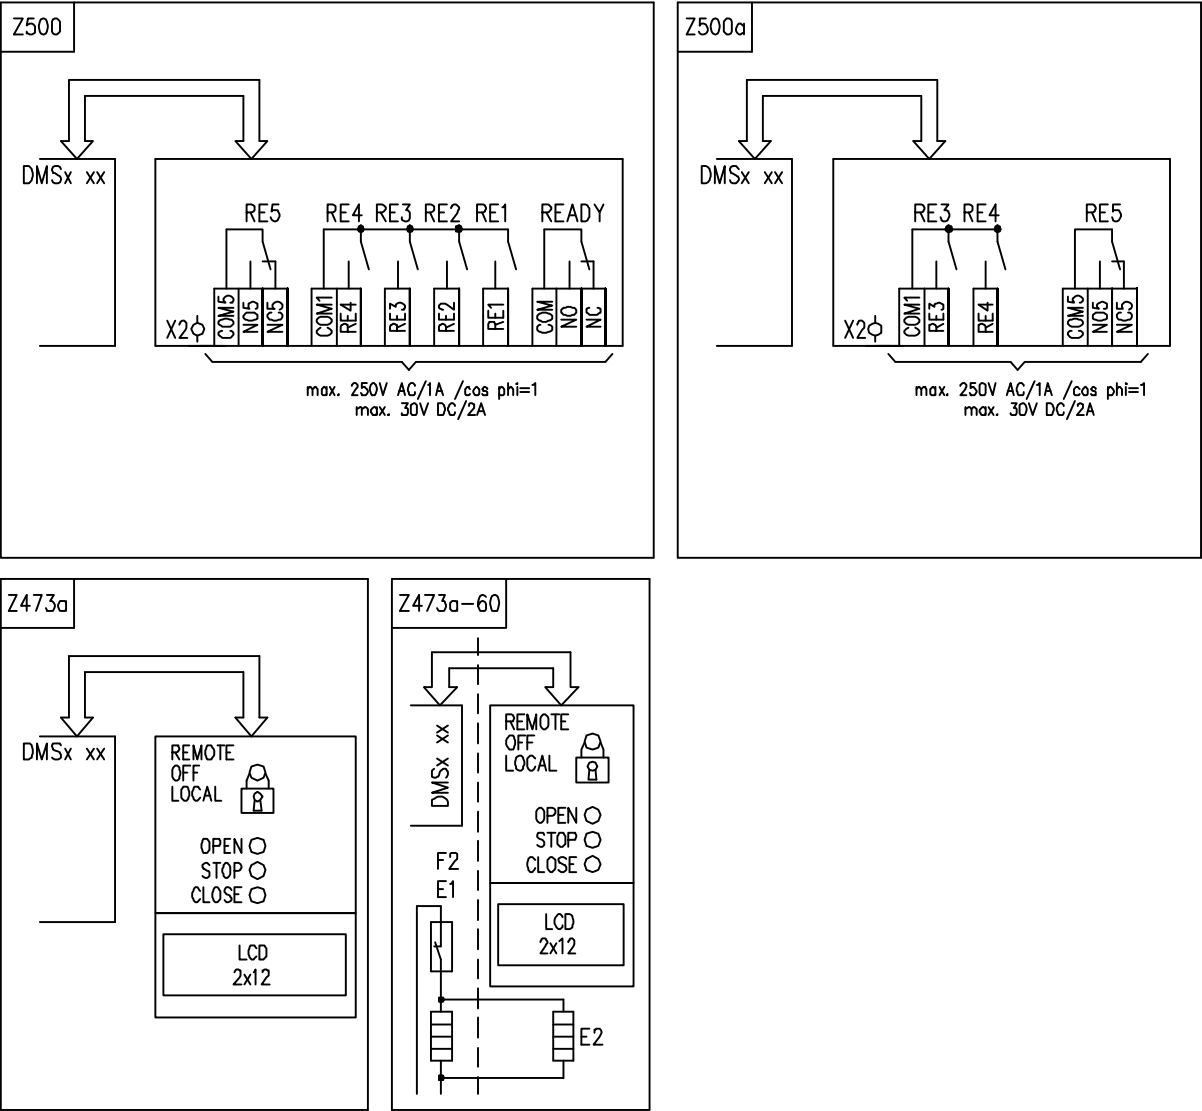 Z500
DMSx xx
RE5 RE4 RE3 RE2 RE1 READY
X2 COM5 NO5 NC5 COM1 RE4 RE3 RE2 RE1 COM NO NC
max. 250V AC/1A /cos phi=1
max. 30V DC/2A
Z500a
DMSx xx
RE3 RE4 RE5
X2 COM1 RE3 RE4 COM5 NO5 NC5
max. 250V AC/1A /cos phi=1
max. 30V DC/2A
Z473a
DMSx xx
REMOTE
OFF
LOCAL
OPEN
STOP
CLOSE
LCD
2x12
Z473a-60
DMSx xx
REMOTE
OFF
LOCAL
OPEN
STOP
CLOSE
LCD
2x12
F2
E1
E2